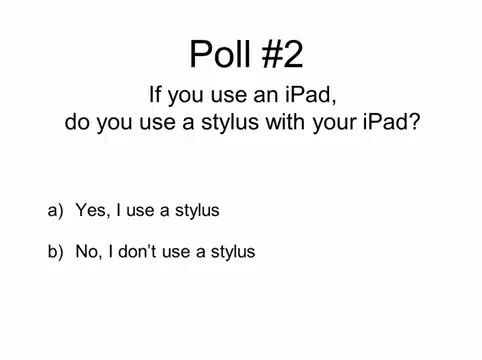 Poll #2
If you use an iPad,
do you use a stylus with your iPad?
a) Yes, I use a stylus
b) No, I don’t use a stylus